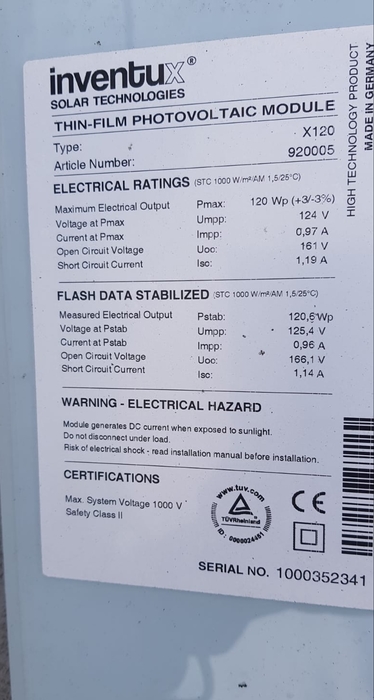 inventux®
SOLAR TECHNOLOGIES
THIN-FILM PHOTOVOLTAIC MODULE
Type: X120
Article Number: 920005
ELECTRICAL RATINGS (STC 1000 W/m²/AM 1,5/25°C)
Maximum Electrical Output Pmax: 120 Wp (+3/-3%)
Voltage at Pmax Umpp: 124 V
Current at Pmax Impp: 0,97 A
Open Circuit Voltage Uoc: 161 V
Short Circuit Current Isc: 1,19 A
FLASH DATA STABILIZED (STC 1000 W/m²/AM 1,5/25°C)
Measured Electrical Output Pstab: 120,6 Wp
Voltage at Pstab Umpp: 125,4 V
Current at Pstab Impp: 0,96 A
Open Circuit Voltage Uoc: 166,1 V
Short Circuit Current Isc: 1,14 A
WARNING - ELECTRICAL HAZARD
Module generates DC current when exposed to sunlight.
Do not disconnect under load.
Risk of electrical shock - read installation manual before installation.
CERTIFICATIONS
Max. System Voltage 1000 V
Safety Class II
www.tuv.com
TÜVRheinland
ID: 0000024481
CE
SERIAL NO. 1000352341
HIGH TECHNOLOGY PRODUCT
MADE IN GERMANY